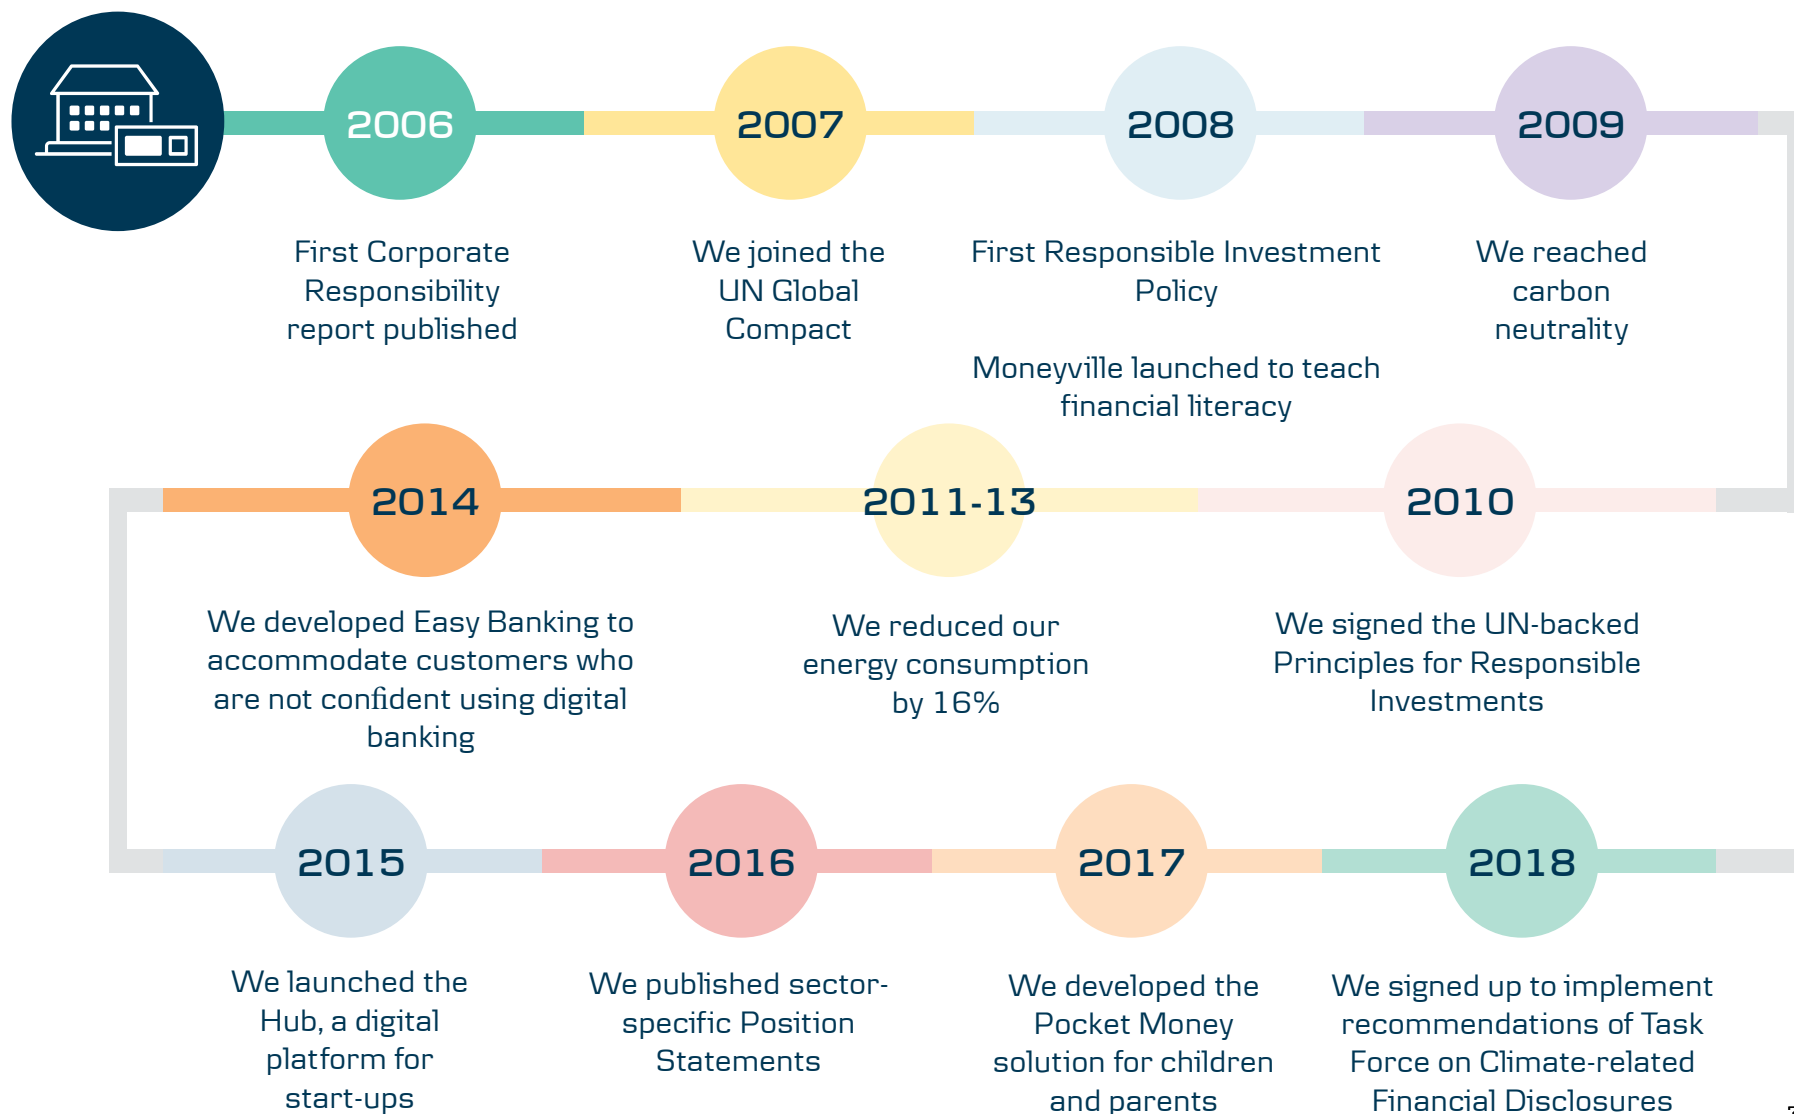 2006
2007
2008
2009
First Corporate
Responsibility
report published
We joined the
UN Global
Compact
First Responsible Investment
Policy
Moneyville launched to teach
financial literacy
We reached
carbon
neutrality
2014
2011-13
2010
We developed Easy Banking to
accommodate customers who
are not confident using digital
banking
We reduced our
energy consumption
by 16%
We signed the UN-backed
Principles for Responsible
Investments
2015
2016
2017
2018
We launched the
Hub, a digital
platform for
start-ups
We published sector-
specific Position
Statements
We developed the
Pocket Money
solution for children
and parents
We signed up to implement
recommendations of Task
Force on Climate-related
Financial Disclosures